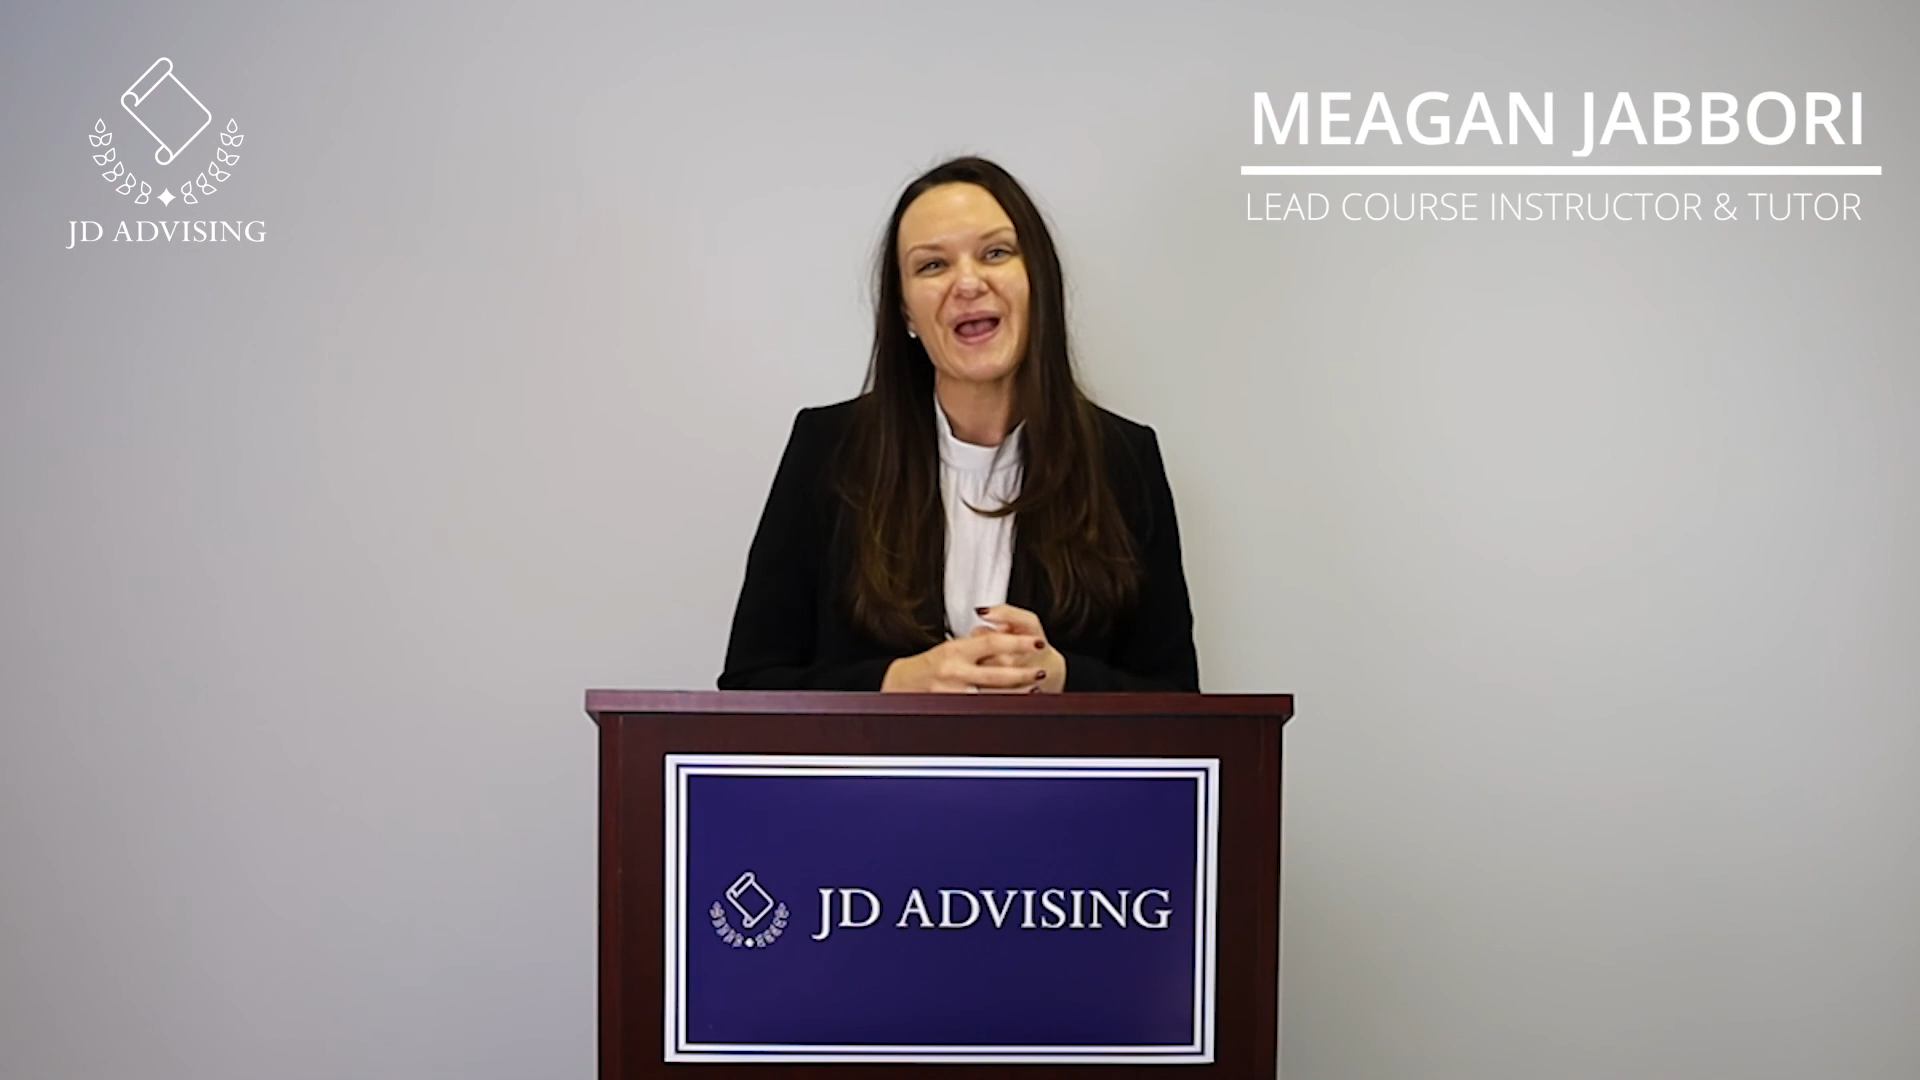 JD ADVISING
MEAGAN JABBORI
LEAD COURSE INSTRUCTOR & TUTOR
JD ADVISING